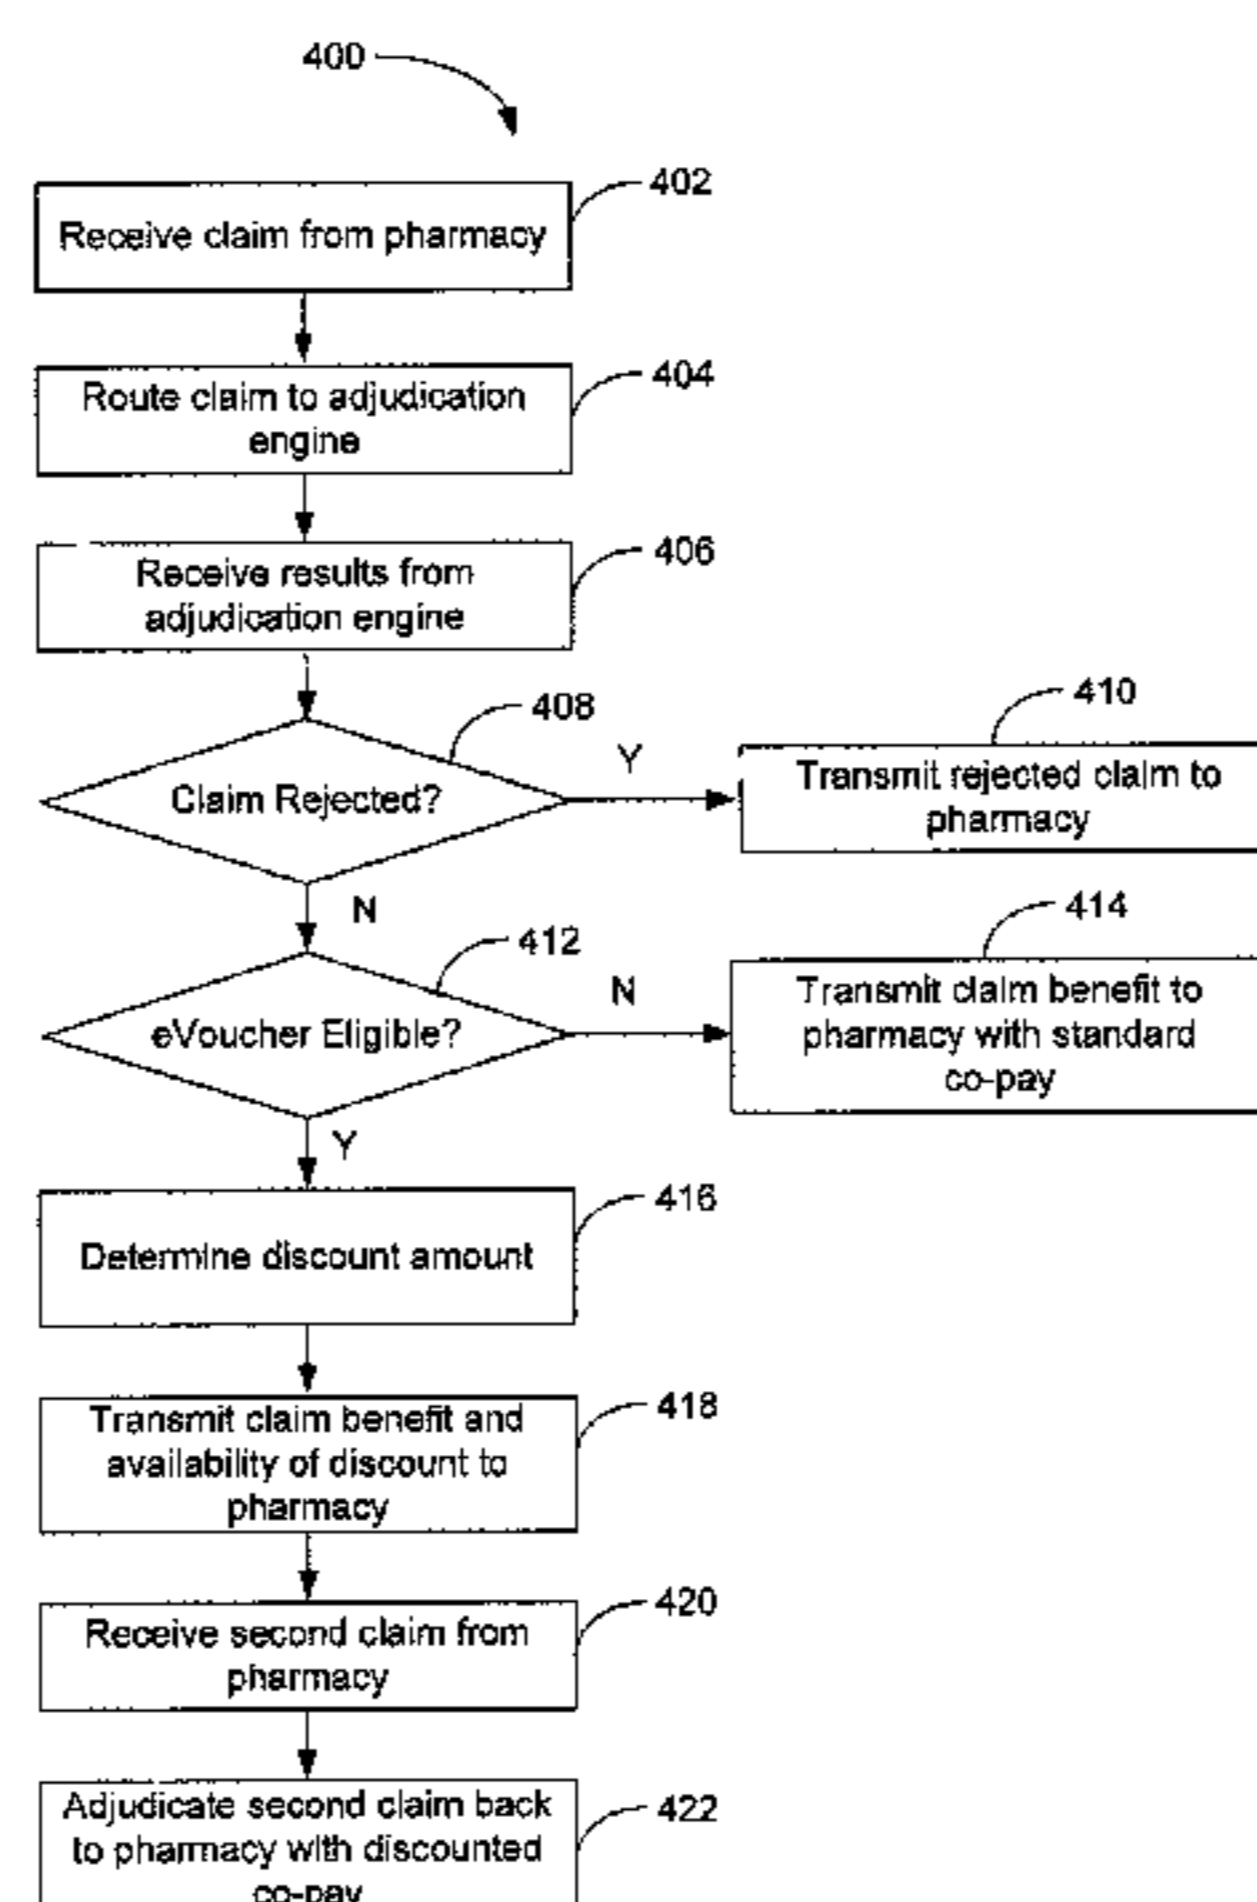 400
402
Receive claim from pharmacy
404
Route claim to adjudication
engine
406
Receive results from
adjudication engine
408
Claim Rejected?
Y
410
Transmit rejected claim to
pharmacy
N
412
eVoucher Eligible?
N
414
Transmit claim benefit to
pharmacy with standard
co-pay
Y
416
Determine discount amount
418
Transmit claim benefit and
availability of discount to
pharmacy
420
Receive second claim from
pharmacy
422
Adjudicate second claim back
to pharmacy with discounted
co-pay